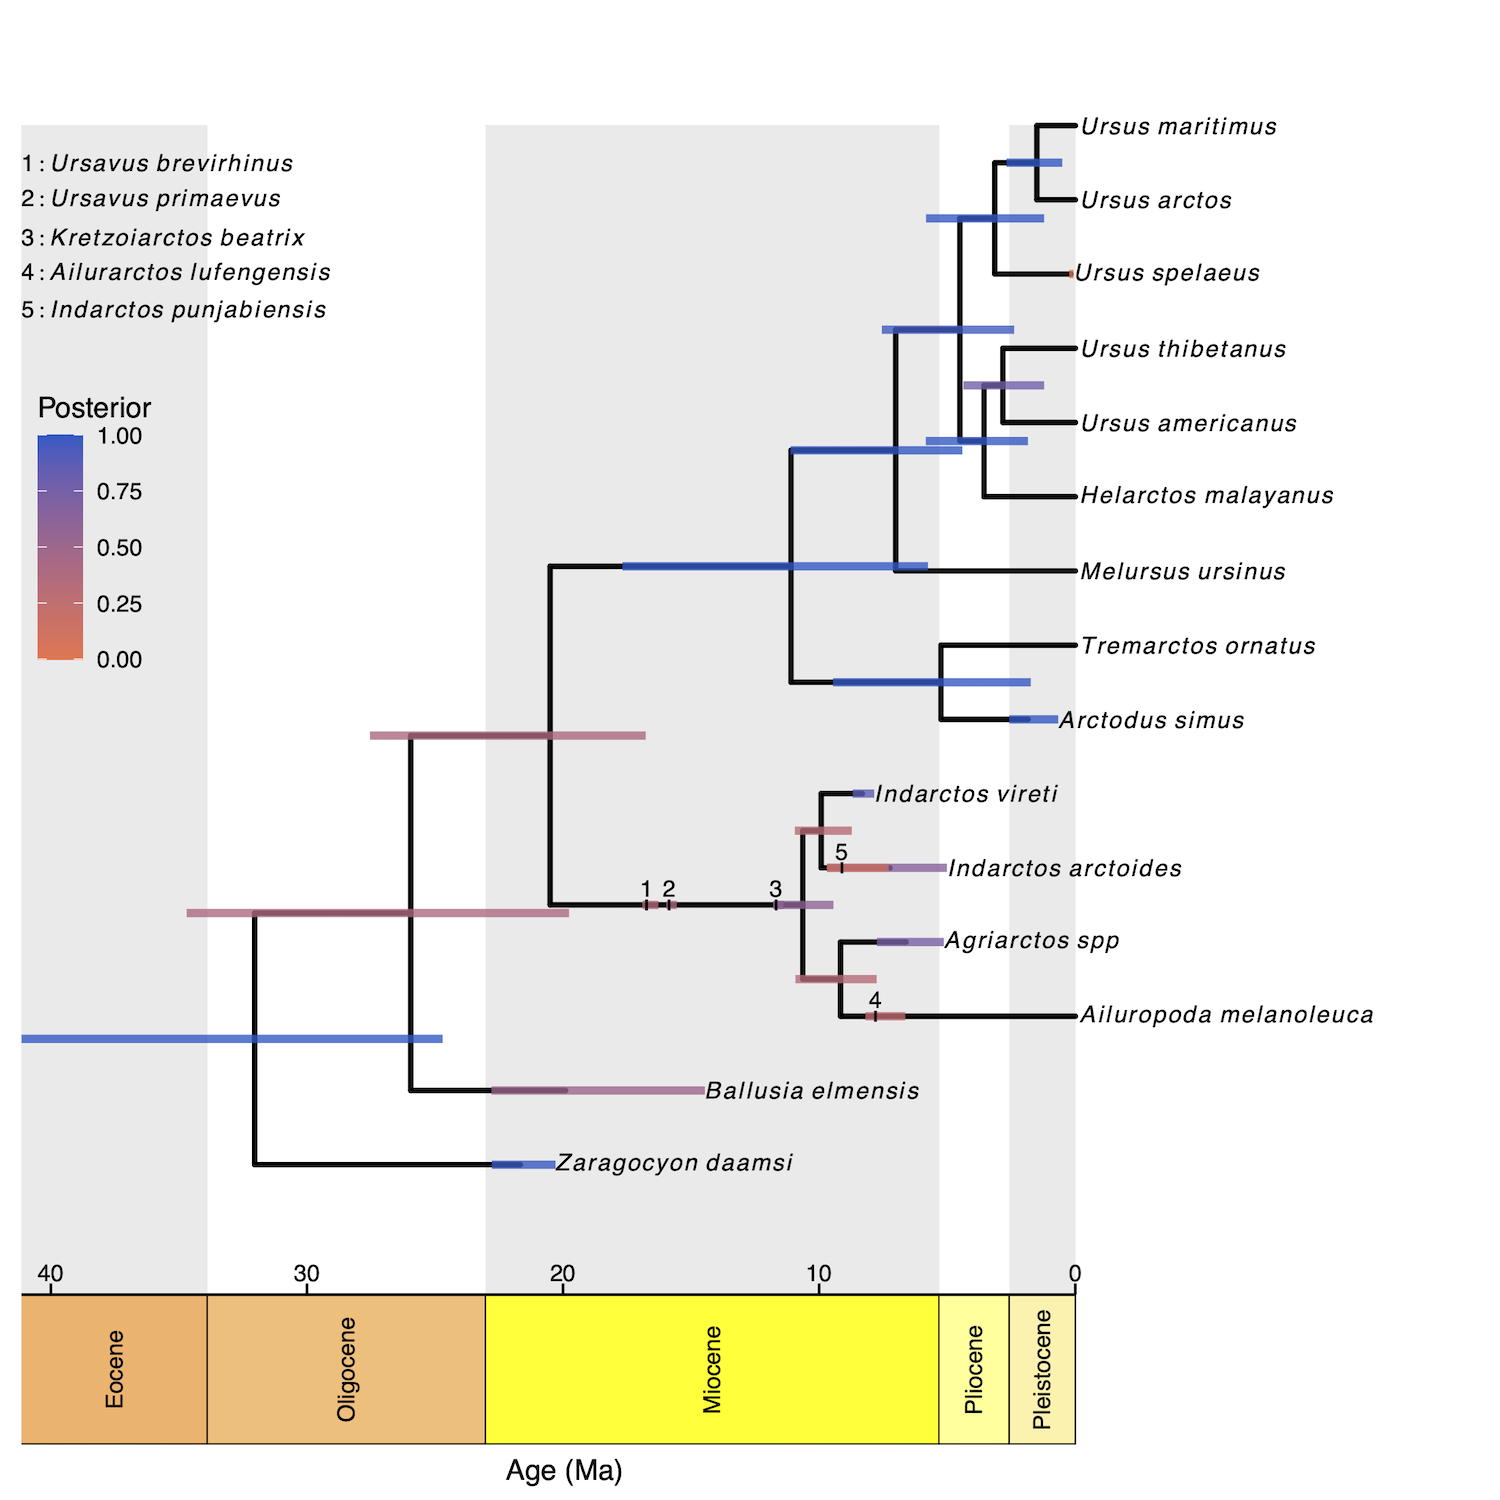 1 : Ursavus brevirhinus
2 : Ursavus primaevus
3 : Kretzoiarctos beatrix
4 : Ailurarctos lufengensis
5 : Indarctos punjabiensis
Posterior
1.00
0.75
0.50
0.25
0.00
Ursus maritimus
Ursus arctos
Ursus spelaeus
Ursus thibetanus
Ursus americanus
Helarctos malayanus
Melursus ursinus
Tremarctos ornatus
Arctodus simus
Indarctos vireti
5
Indarctos arctoides
1 2 3
Agriarctos spp
4
Ailuropoda melanoleuca
Ballusia elmensis
Zaragocyon daamsi
40 30 20 10 0
Eocene
Oligocene
Miocene
Pliocene
Pleistocene
Age (Ma)